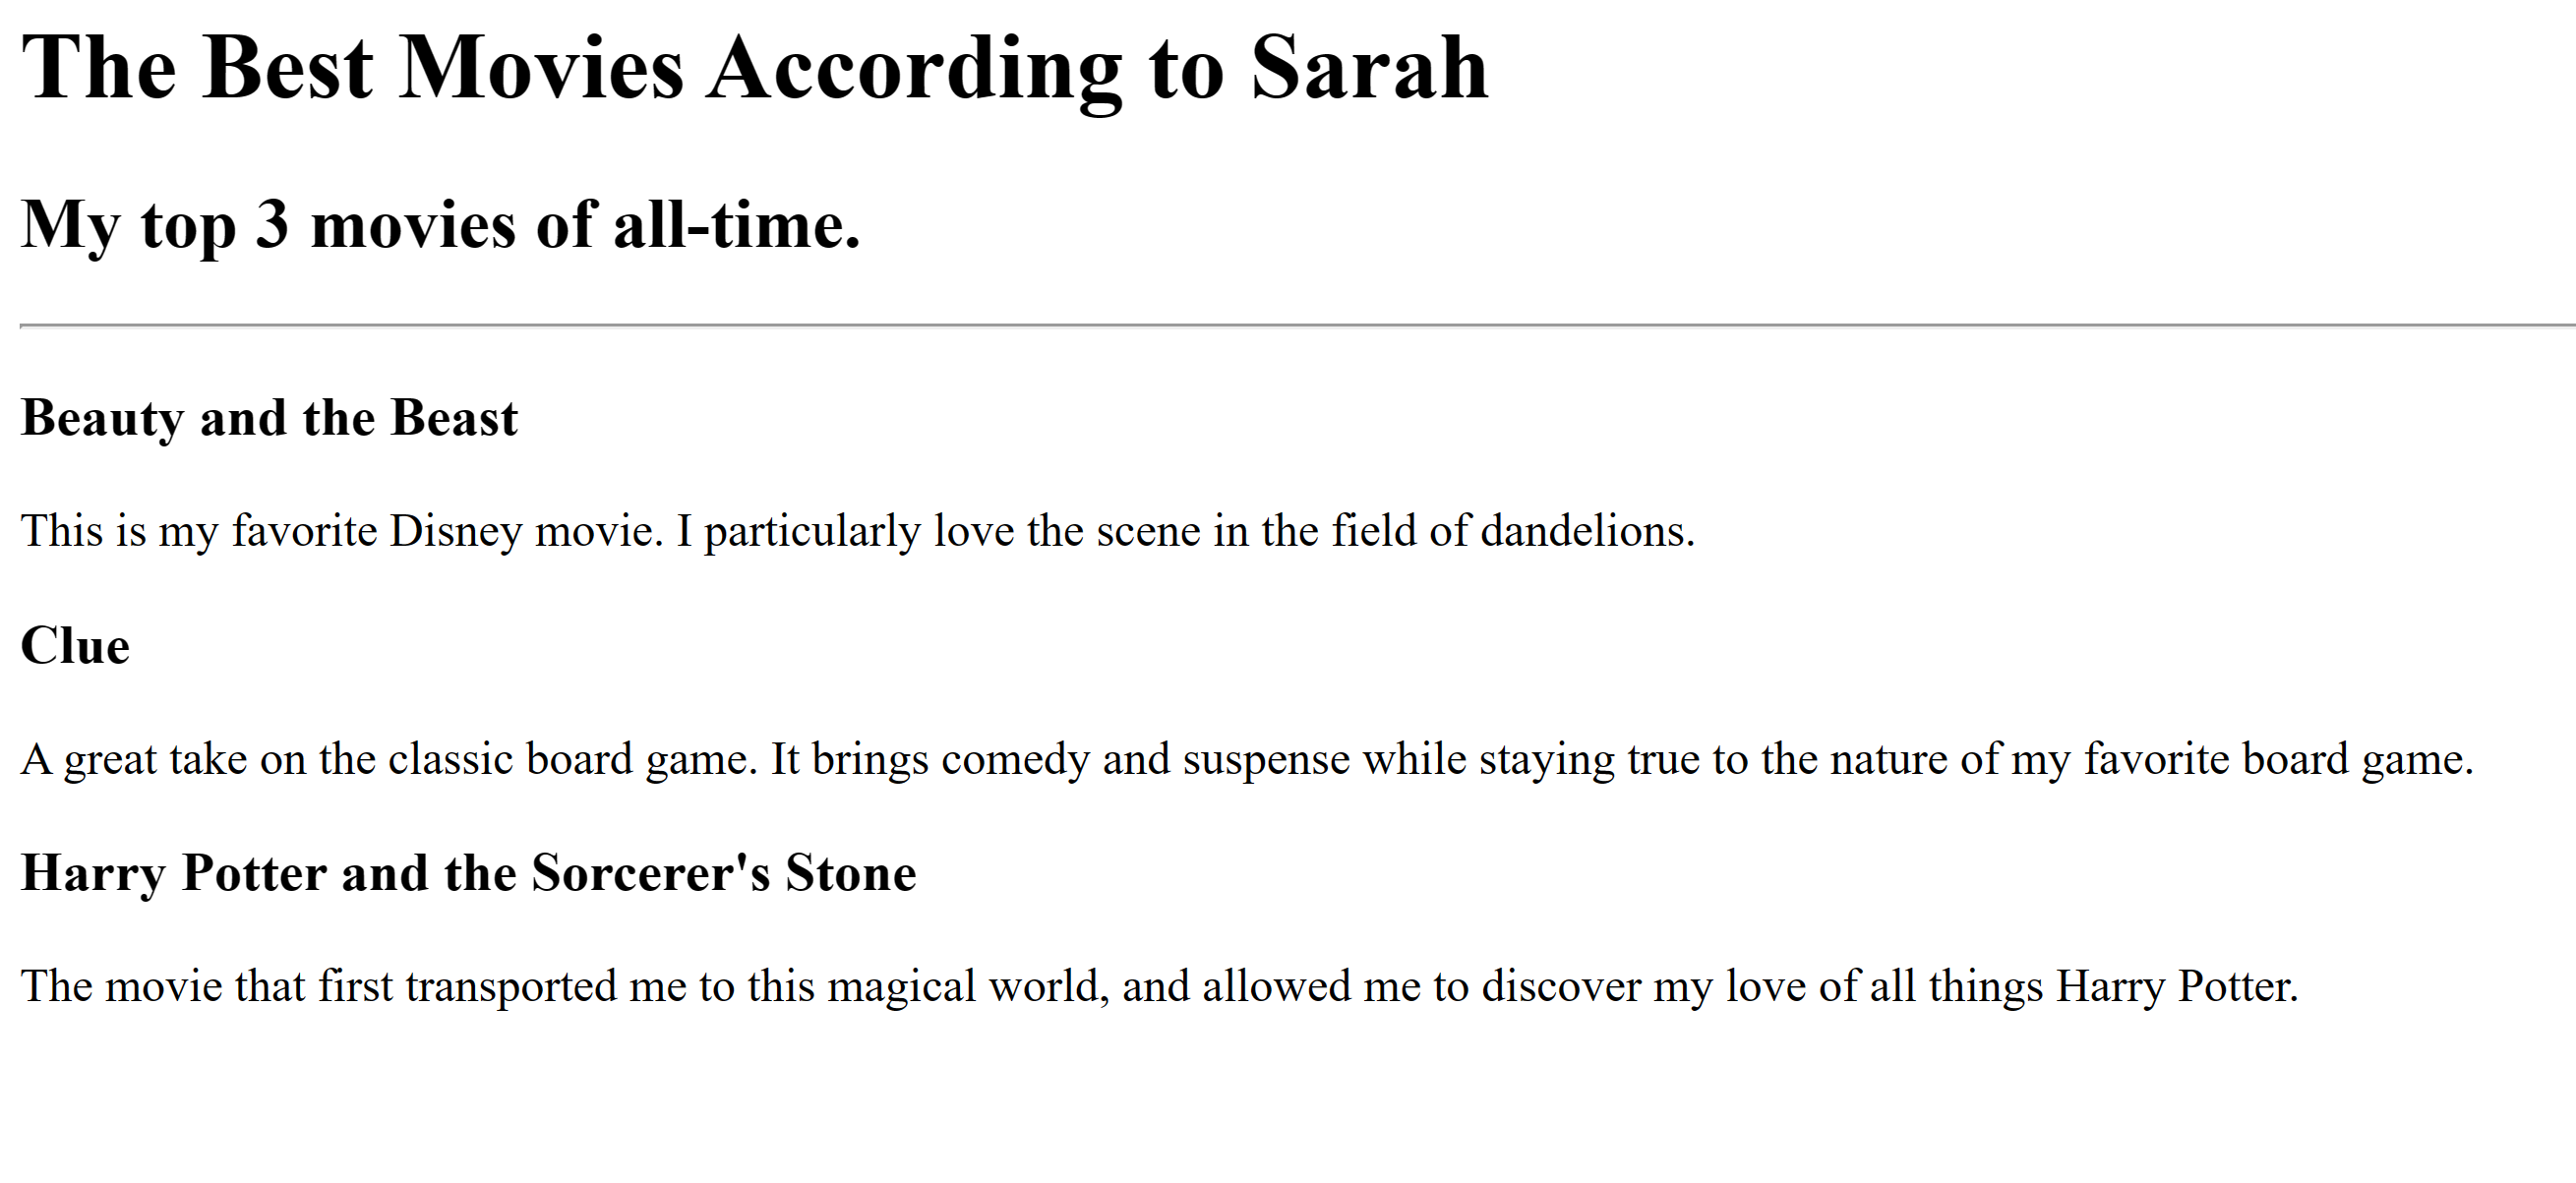 The Best Movies According to Sarah
My top 3 movies of all-time.
Beauty and the Beast
This is my favorite Disney movie. I particularly love the scene in the field of dandelions.
Clue
A great take on the classic board game. It brings comedy and suspense while staying true to the nature of my favorite board game.
Harry Potter and the Sorcerer's Stone
The movie that first transported me to this magical world, and allowed me to discover my love of all things Harry Potter.